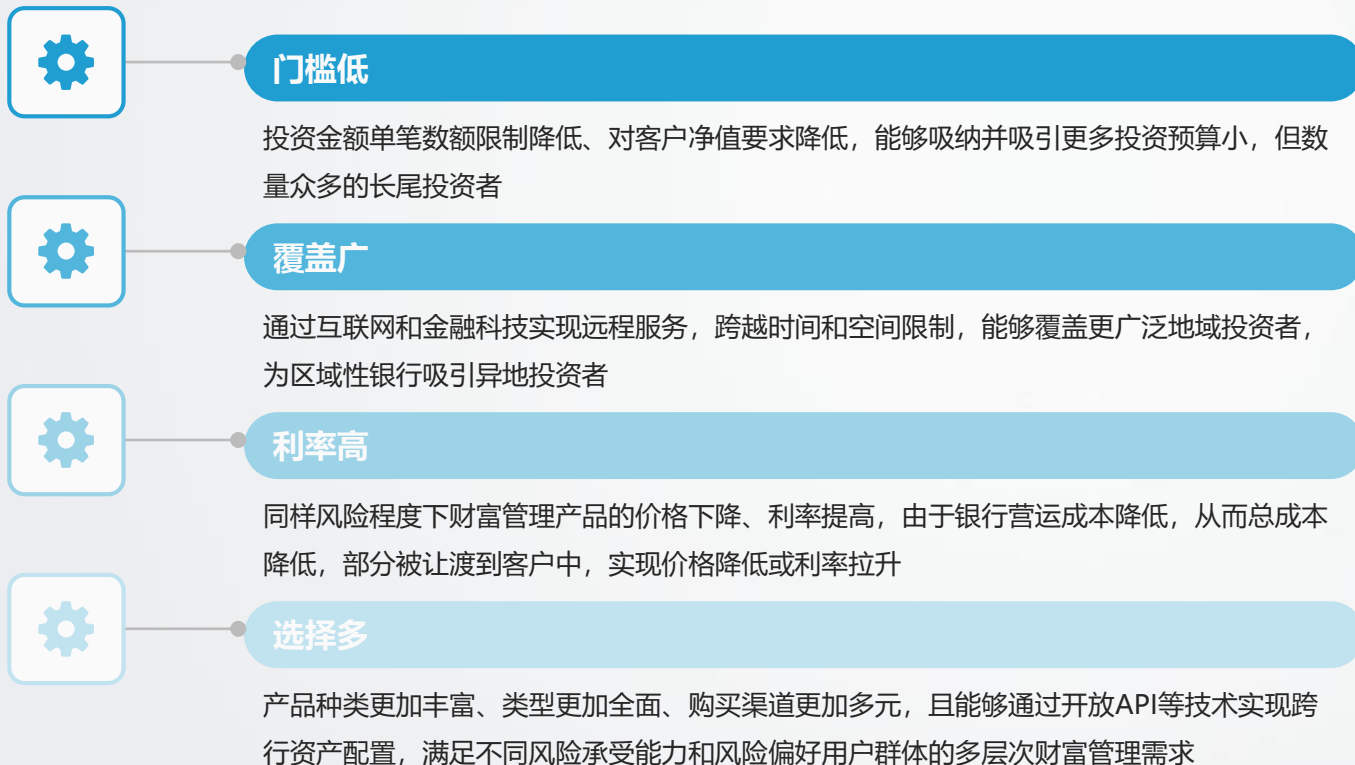 门槛低
投资金额单笔数额限制降低、对客户净值要求降低，能够吸纳并吸引更多投资预算小，但数
量众多的长尾投资者
覆盖广
通过互联网和金融科技实现远程服务，跨越时间和空间限制，能够覆盖更广泛地域投资者，
为区域性银行吸引异地投资者
利率高
同样风险程度下财富管理产品的价格下降、利率提高，由于银行营运成本降低，从而总成本
降低，部分被让渡到客户中，实现价格降低或利率拉升
选择多
产品种类更加丰富、类型更加全面、购买渠道更加多元，且能够通过开放API等技术实现跨
行资产配置，满足不同风险承受能力和风险偏好用户群体的多层次财富管理需求